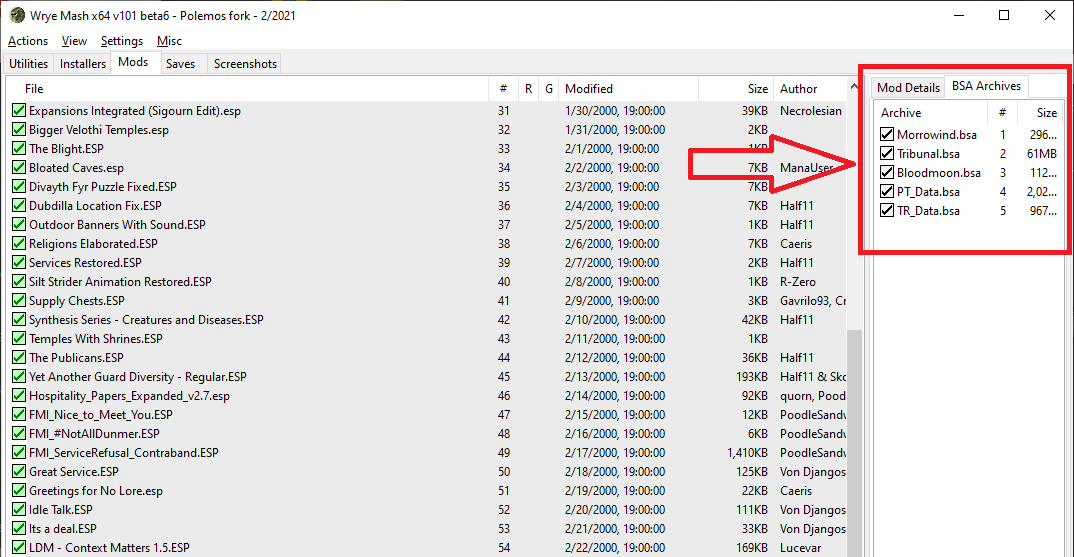 Wrye Mash x64 v101 beta6 - Polemos fork - 2/2021
Actions View Settings Misc
Utilities Installers Mods Saves Screenshots
File # R G Modified Size Author
Expansions Integrated (Sigourn Edit).esp 31 1/30/2000, 19:00:00 39KB Necrolesian
Bigger Velothi Temples.esp 32 1/31/2000, 19:00:00 2KB
The Blight.ESP 33 2/1/2000, 19:00:00 1KB
Bloated Caves.esp 34 2/2/2000, 19:00:00 7KB ManaUser
Divayth Fyr Puzzle Fixed.ESP 35 2/3/2000, 19:00:00 7KB
Dubdilla Location Fix.ESP 36 2/4/2000, 19:00:00 7KB Half11
Outdoor Banners With Sound.ESP 37 2/5/2000, 19:00:00 1KB Half11
Religions Elaborated.ESP 38 2/6/2000, 19:00:00 7KB Caeris
Services Restored.ESP 39 2/7/2000, 19:00:00 2KB Half11
Silt Strider Animation Restored.ESP 40 2/8/2000, 19:00:00 1KB R-Zero
Supply Chests.ESP 41 2/9/2000, 19:00:00 3KB Gavrilo93, Cr
Synthesis Series - Creatures and Diseases.ESP 42 2/10/2000, 19:00:00 42KB Half11
Temples With Shrines.ESP 43 2/11/2000, 19:00:00 1KB
The Publicans.ESP 44 2/12/2000, 19:00:00 36KB Half11
Yet Another Guard Diversity - Regular.ESP 45 2/13/2000, 19:00:00 193KB Half11 & Skc
Hospitality_Papers_Expanded_v2.7.esp 46 2/14/2000, 19:00:00 92KB quorn, Pood
FMI_Nice_to_Meet_You.ESP 47 2/15/2000, 19:00:00 12KB PoodleSandv
FMI_#NotAllDunmer.ESP 48 2/16/2000, 19:00:00 6KB PoodleSandv
FMI_ServiceRefusal_Contraband.ESP 49 2/17/2000, 19:00:00 1,410KB PoodleSandv
Great Service.ESP 50 2/18/2000, 19:00:00 125KB Von Djangos
Greetings for No Lore.esp 51 2/19/2000, 19:00:00 22KB Caeris
Idle Talk.ESP 52 2/20/2000, 19:00:00 111KB Von Djangos
Its a deal.ESP 53 2/21/2000, 19:00:00 33KB Von Djangos
LDM - Context Matters 1.5.ESP 54 2/22/2000, 19:00:00 169KB Lucevar
Mod Details BSA Archives
Archive # Size
Morrowind.bsa 1 296...
Tribunal.bsa 2 61MB
Bloodmoon.bsa 3 112...
PT_Data.bsa 4 2,02...
TR_Data.bsa 5 967...